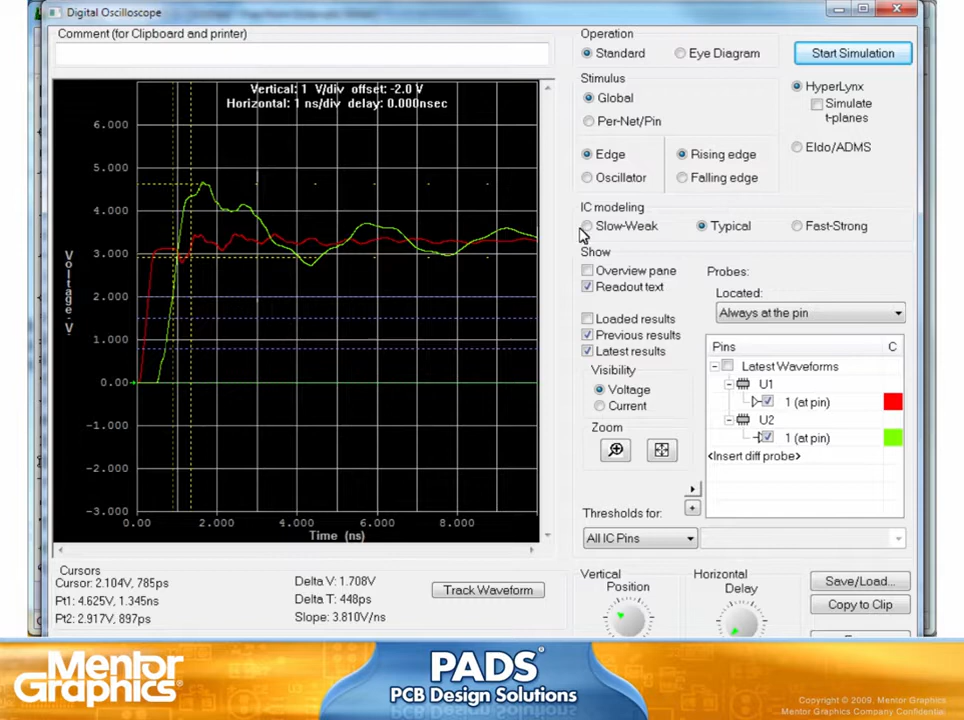 Digital Oscilloscope
Comment (for Clipboard and printer)
Vertical: 1 V/div offset: -2.0 V
Horizontal: 1 ns/div delay: 0.000nsec
6.000
5.000
4.000
3.000
2.000
1.000
0.00
-1.000
-2.000
-3.000
Voltage -V-
0.00 2.000 4.000 6.000 8.000
Time (ns)
Cursors
Cursor: 2.104V, 785ps
Pt1: 4.625V, 1.345ns
Pt2: 2.917V, 897ps
Delta V: 1.708V
Delta T: 448ps
Slope: 3.810V/ns
Track Waveform
Operation
Standard Eye Diagram
Start Simulation
Stimulus
Global
Per-Net/Pin
HyperLynx
Simulate
t-planes
Eldo/ADMS
Edge Rising edge
Oscillator Falling edge
IC modeling
Slow-Weak Typical Fast-Strong
Show
Overview pane
Readout text
Loaded results
Previous results
Latest results
Visibility
Voltage
Current
Zoom
Probes:
Located:
Always at the pin
Pins C
Latest Waveforms
U1
1 (at pin)
U2
1 (at pin)
<Insert diff probe>
Thresholds for:
All IC Pins
Vertical
Position
Horizontal
Delay
Save/Load...
Copy to Clip
Mentor
Graphics®
PADS®
PCB Design Solutions
Copyright © 2009, Mentor Graphics
Mentor Graphics Company Confidential